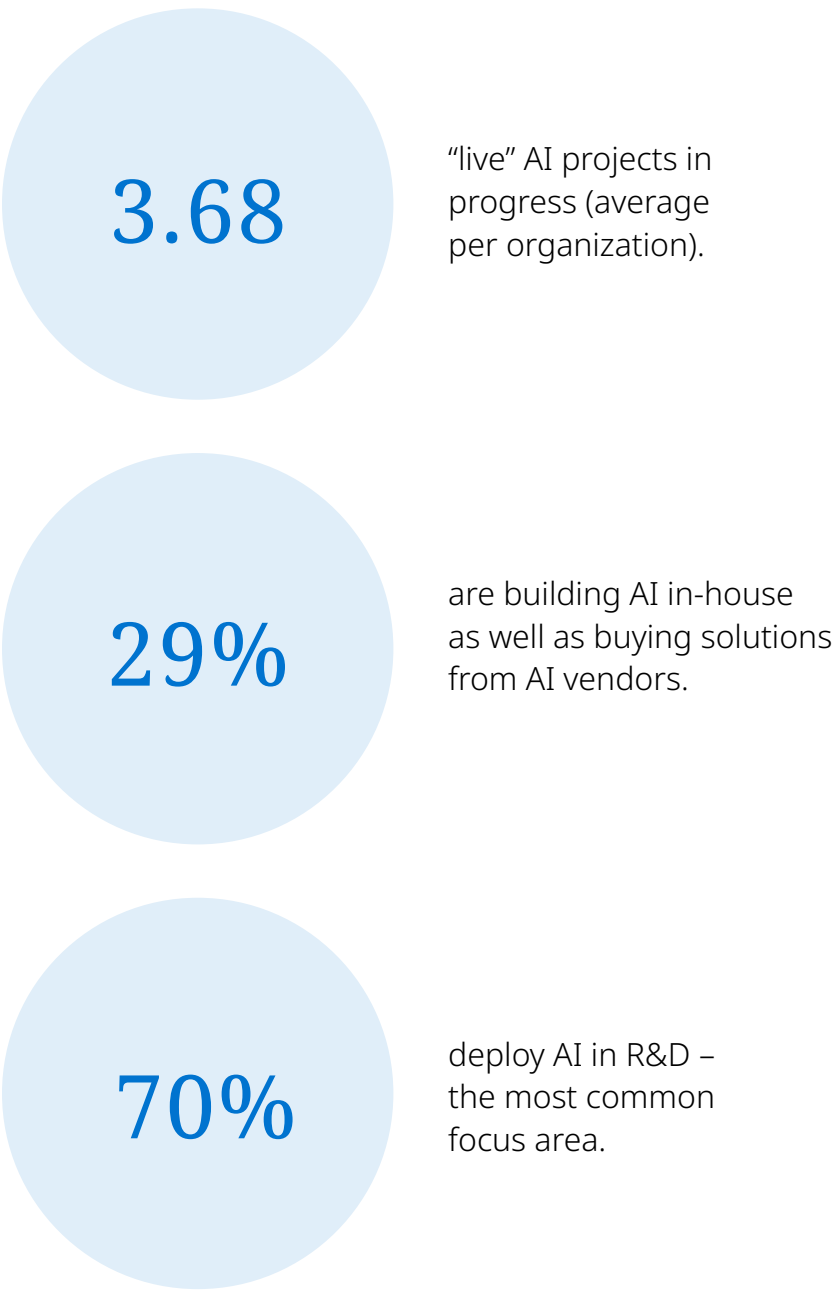 3.68
“live” AI projects in
progress (average
per organization).
29%
are building AI in-house
as well as buying solutions
from AI vendors.
70%
deploy AI in R&D –
the most common
focus area.